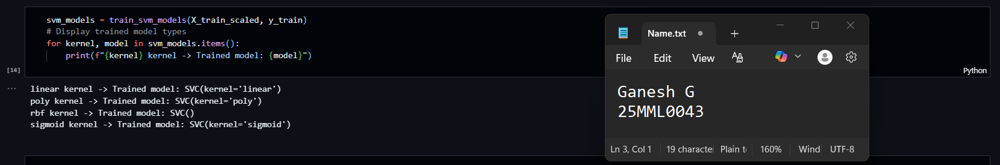 svm_models = train_svm_models(X_train_scaled, y_train)
# Display trained model types
for kernel, model in svm_models.items():
    print(f"{kernel} kernel -> Trained model: {model}")
[14]
Python
...
linear kernel -> Trained model: SVC(kernel='linear')
poly kernel -> Trained model: SVC(kernel='poly')
rbf kernel -> Trained model: SVC()
sigmoid kernel -> Trained model: SVC(kernel='sigmoid')
Name.txt
File Edit View
Ganesh G
25MML0043
Ln 3, Col 1 19 characte Plain t 160% Wind UTF-8